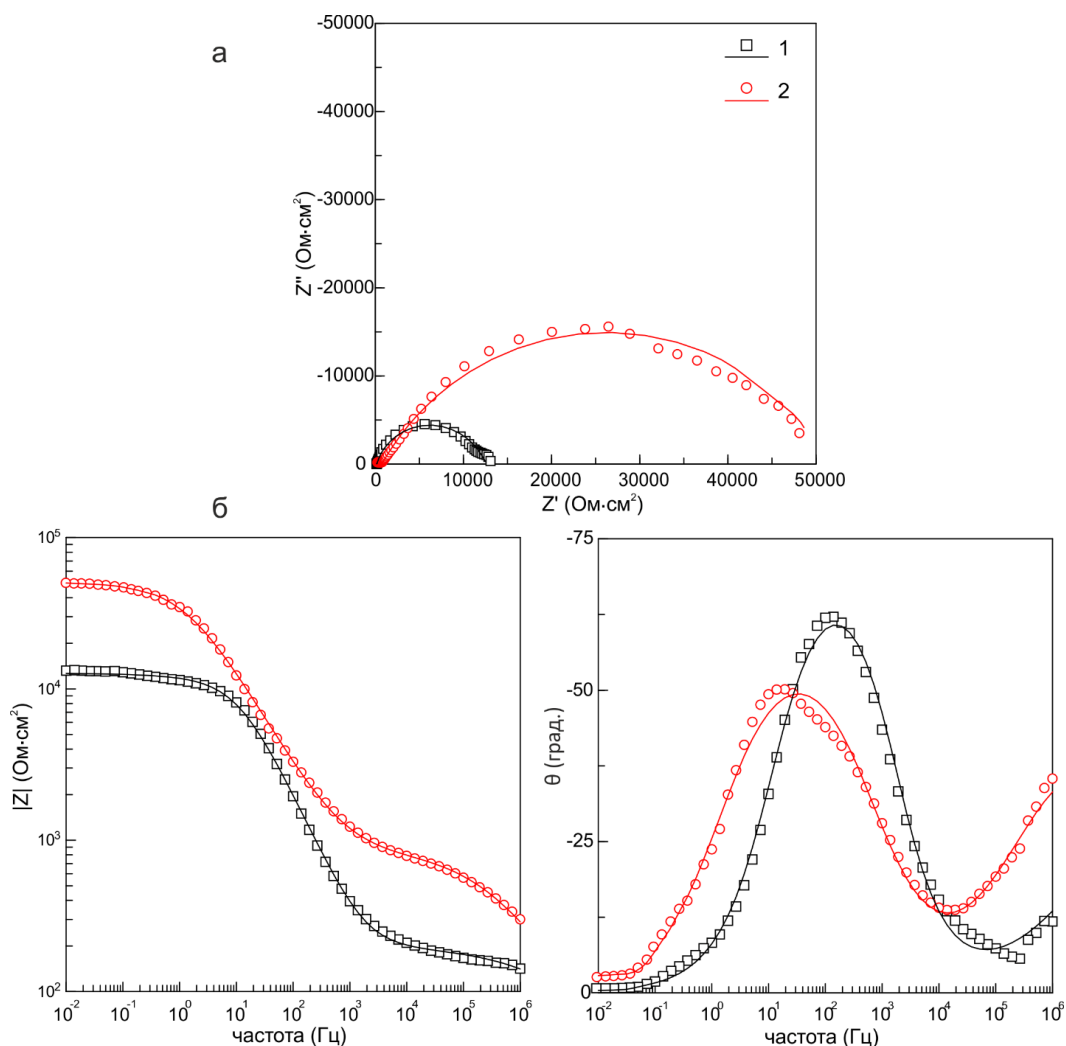 а
-50000
-40000
-30000
-20000
-10000
0
Z'' (Ом·см²)
1
2
0 10000 20000 30000 40000 50000
Z' (Ом·см²)
б
10⁵
10⁴
10³
10²
|Z| (Ом·см²)
10⁻² 10⁻¹ 10⁰ 10¹ 10² 10³ 10⁴ 10⁵ 10⁶
частота (Гц)
-75
-50
-25
0
θ (град.)
10⁻² 10⁻¹ 10⁰ 10¹ 10² 10³ 10⁴ 10⁵ 10⁶
частота (Гц)